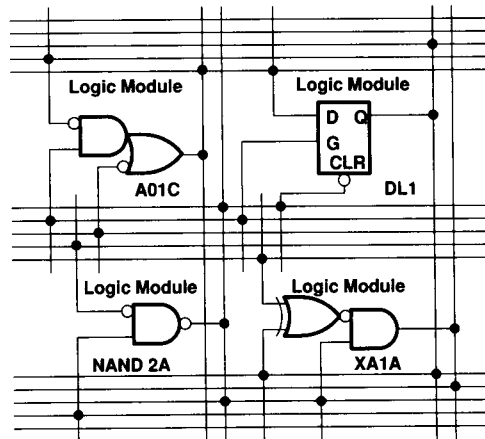 Logic Module
Logic Module
D Q
G
CLR
A01C
DL1
Logic Module
Logic Module
NAND 2A
XA1A